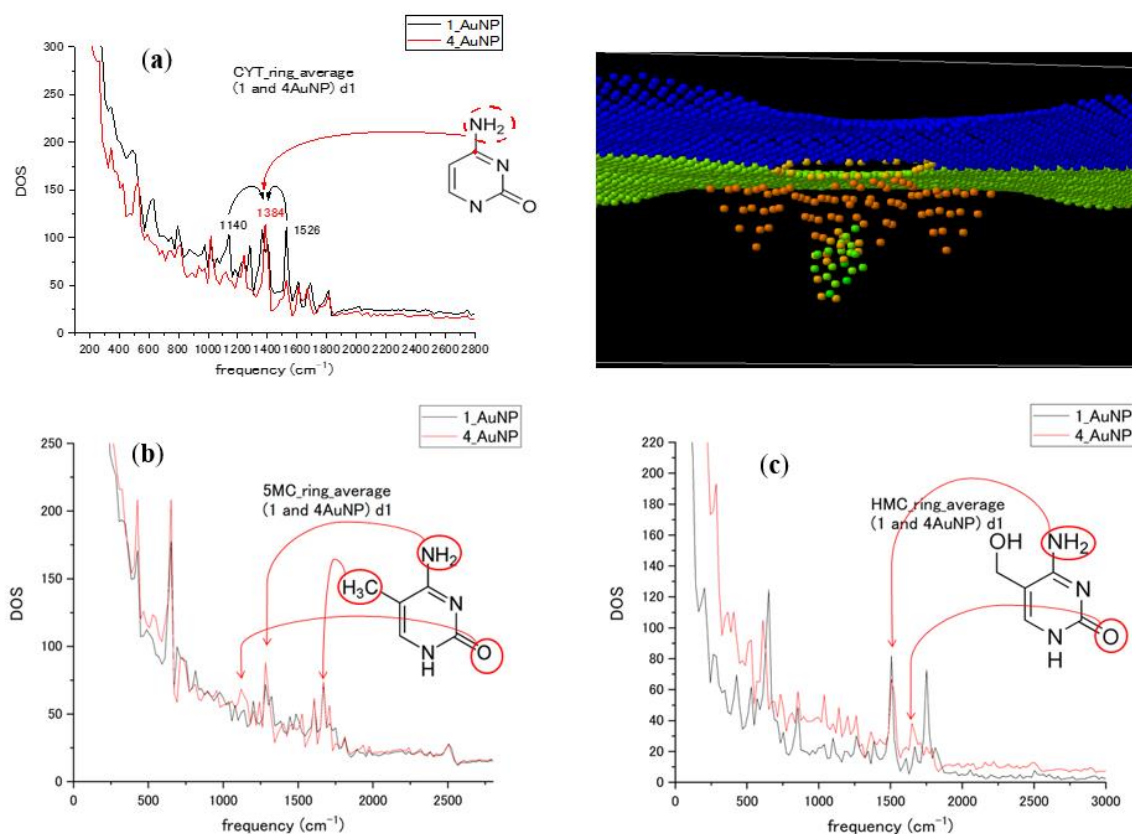 1_AuNP
4_AuNP
(a)
CYT_ring_average
(1 and 4AuNP) d1
NH2
N
N
O
1140
1384
1526
DOS
300
250
200
150
100
50
0
200 400 600 800 1000 1200 1400 1600 1800 2000 2200 2400 2600 2800
frequency (cm⁻¹)
1_AuNP
4_AuNP
(b)
5MC_ring_average
(1 and 4AuNP) d1
NH2
H3C
N
N
H
O
DOS
250
200
150
100
50
0
0 500 1000 1500 2000 2500
frequency (cm⁻¹)
1_AuNP
4_AuNP
(c)
HMC_ring_average
(1 and 4AuNP) d1
OH
NH2
N
N
H
O
DOS
220
200
180
160
140
120
100
80
60
40
20
0
0 500 1000 1500 2000 2500 3000
frequency (cm⁻¹)